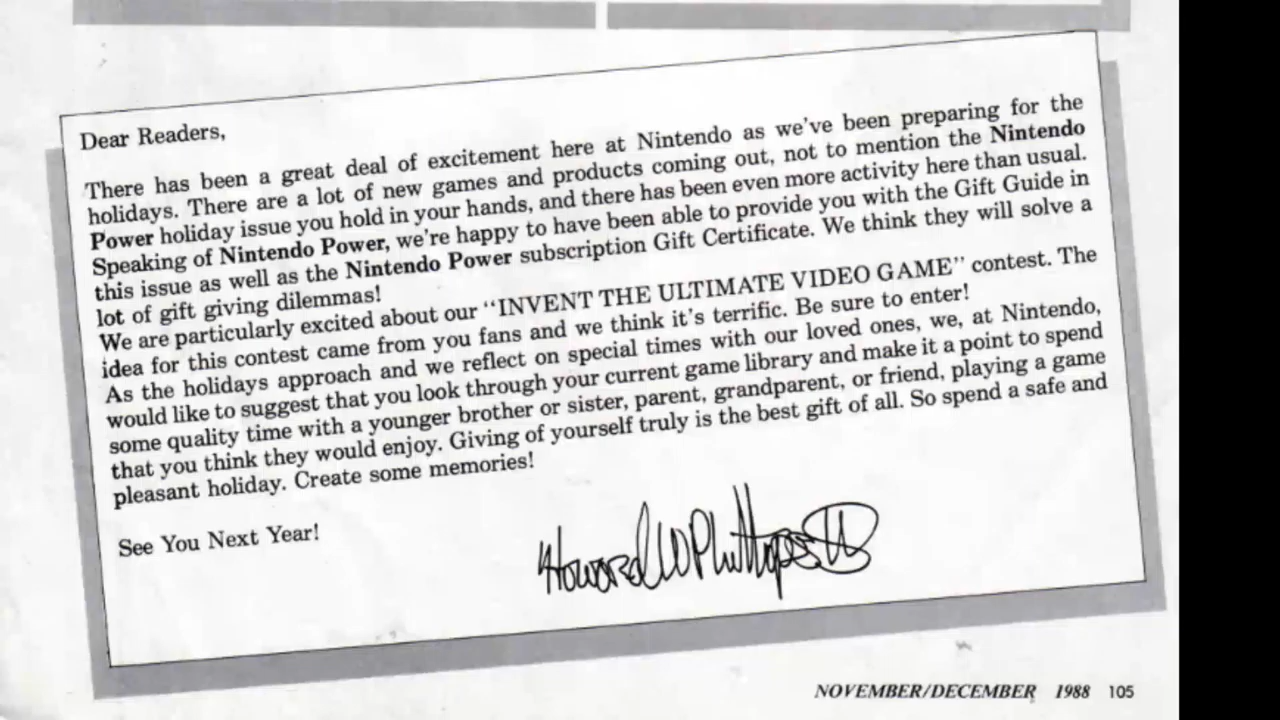 Dear Readers,
There has been a great deal of excitement here at Nintendo as we've been preparing for the
holidays. There are a lot of new games and products coming out, not to mention the Nintendo
Power holiday issue you hold in your hands, and there has been even more activity here than usual.
Speaking of Nintendo Power, we're happy to have been able to provide you with the Gift Guide in
this issue as well as the Nintendo Power subscription Gift Certificate. We think they will solve a
lot of gift giving dilemmas!
We are particularly excited about our "INVENT THE ULTIMATE VIDEO GAME" contest. The
idea for this contest came from you fans and we think it's terrific. Be sure to enter!
As the holidays approach and we reflect on special times with our loved ones, we, at Nintendo,
would like to suggest that you look through your current game library and make it a point to spend
some quality time with a younger brother or sister, parent, grandparent, or friend, playing a game
that you think they would enjoy. Giving of yourself truly is the best gift of all. So spend a safe and
pleasant holiday. Create some memories!
See You Next Year!
Howard W Phillips II
NOVEMBER/DECEMBER 1988 105